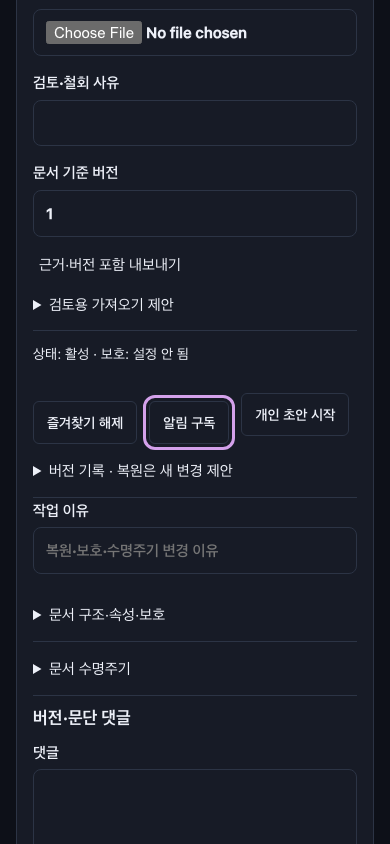 Choose File No file chosen
검토·철회 사유
문서 기준 버전
1
근거·버전 포함 내보내기
▶ 검토용 가져오기 제안
상태: 활성 · 보호: 설정 안 됨
즐겨찾기 해제 알림 구독 개인 초안 시작
▶ 버전 기록 · 복원은 새 변경 제안
작업 이유
복원·보호·수명주기 변경 이유
▶ 문서 구조·속성·보호
▶ 문서 수명주기
버전·문단 댓글
댓글